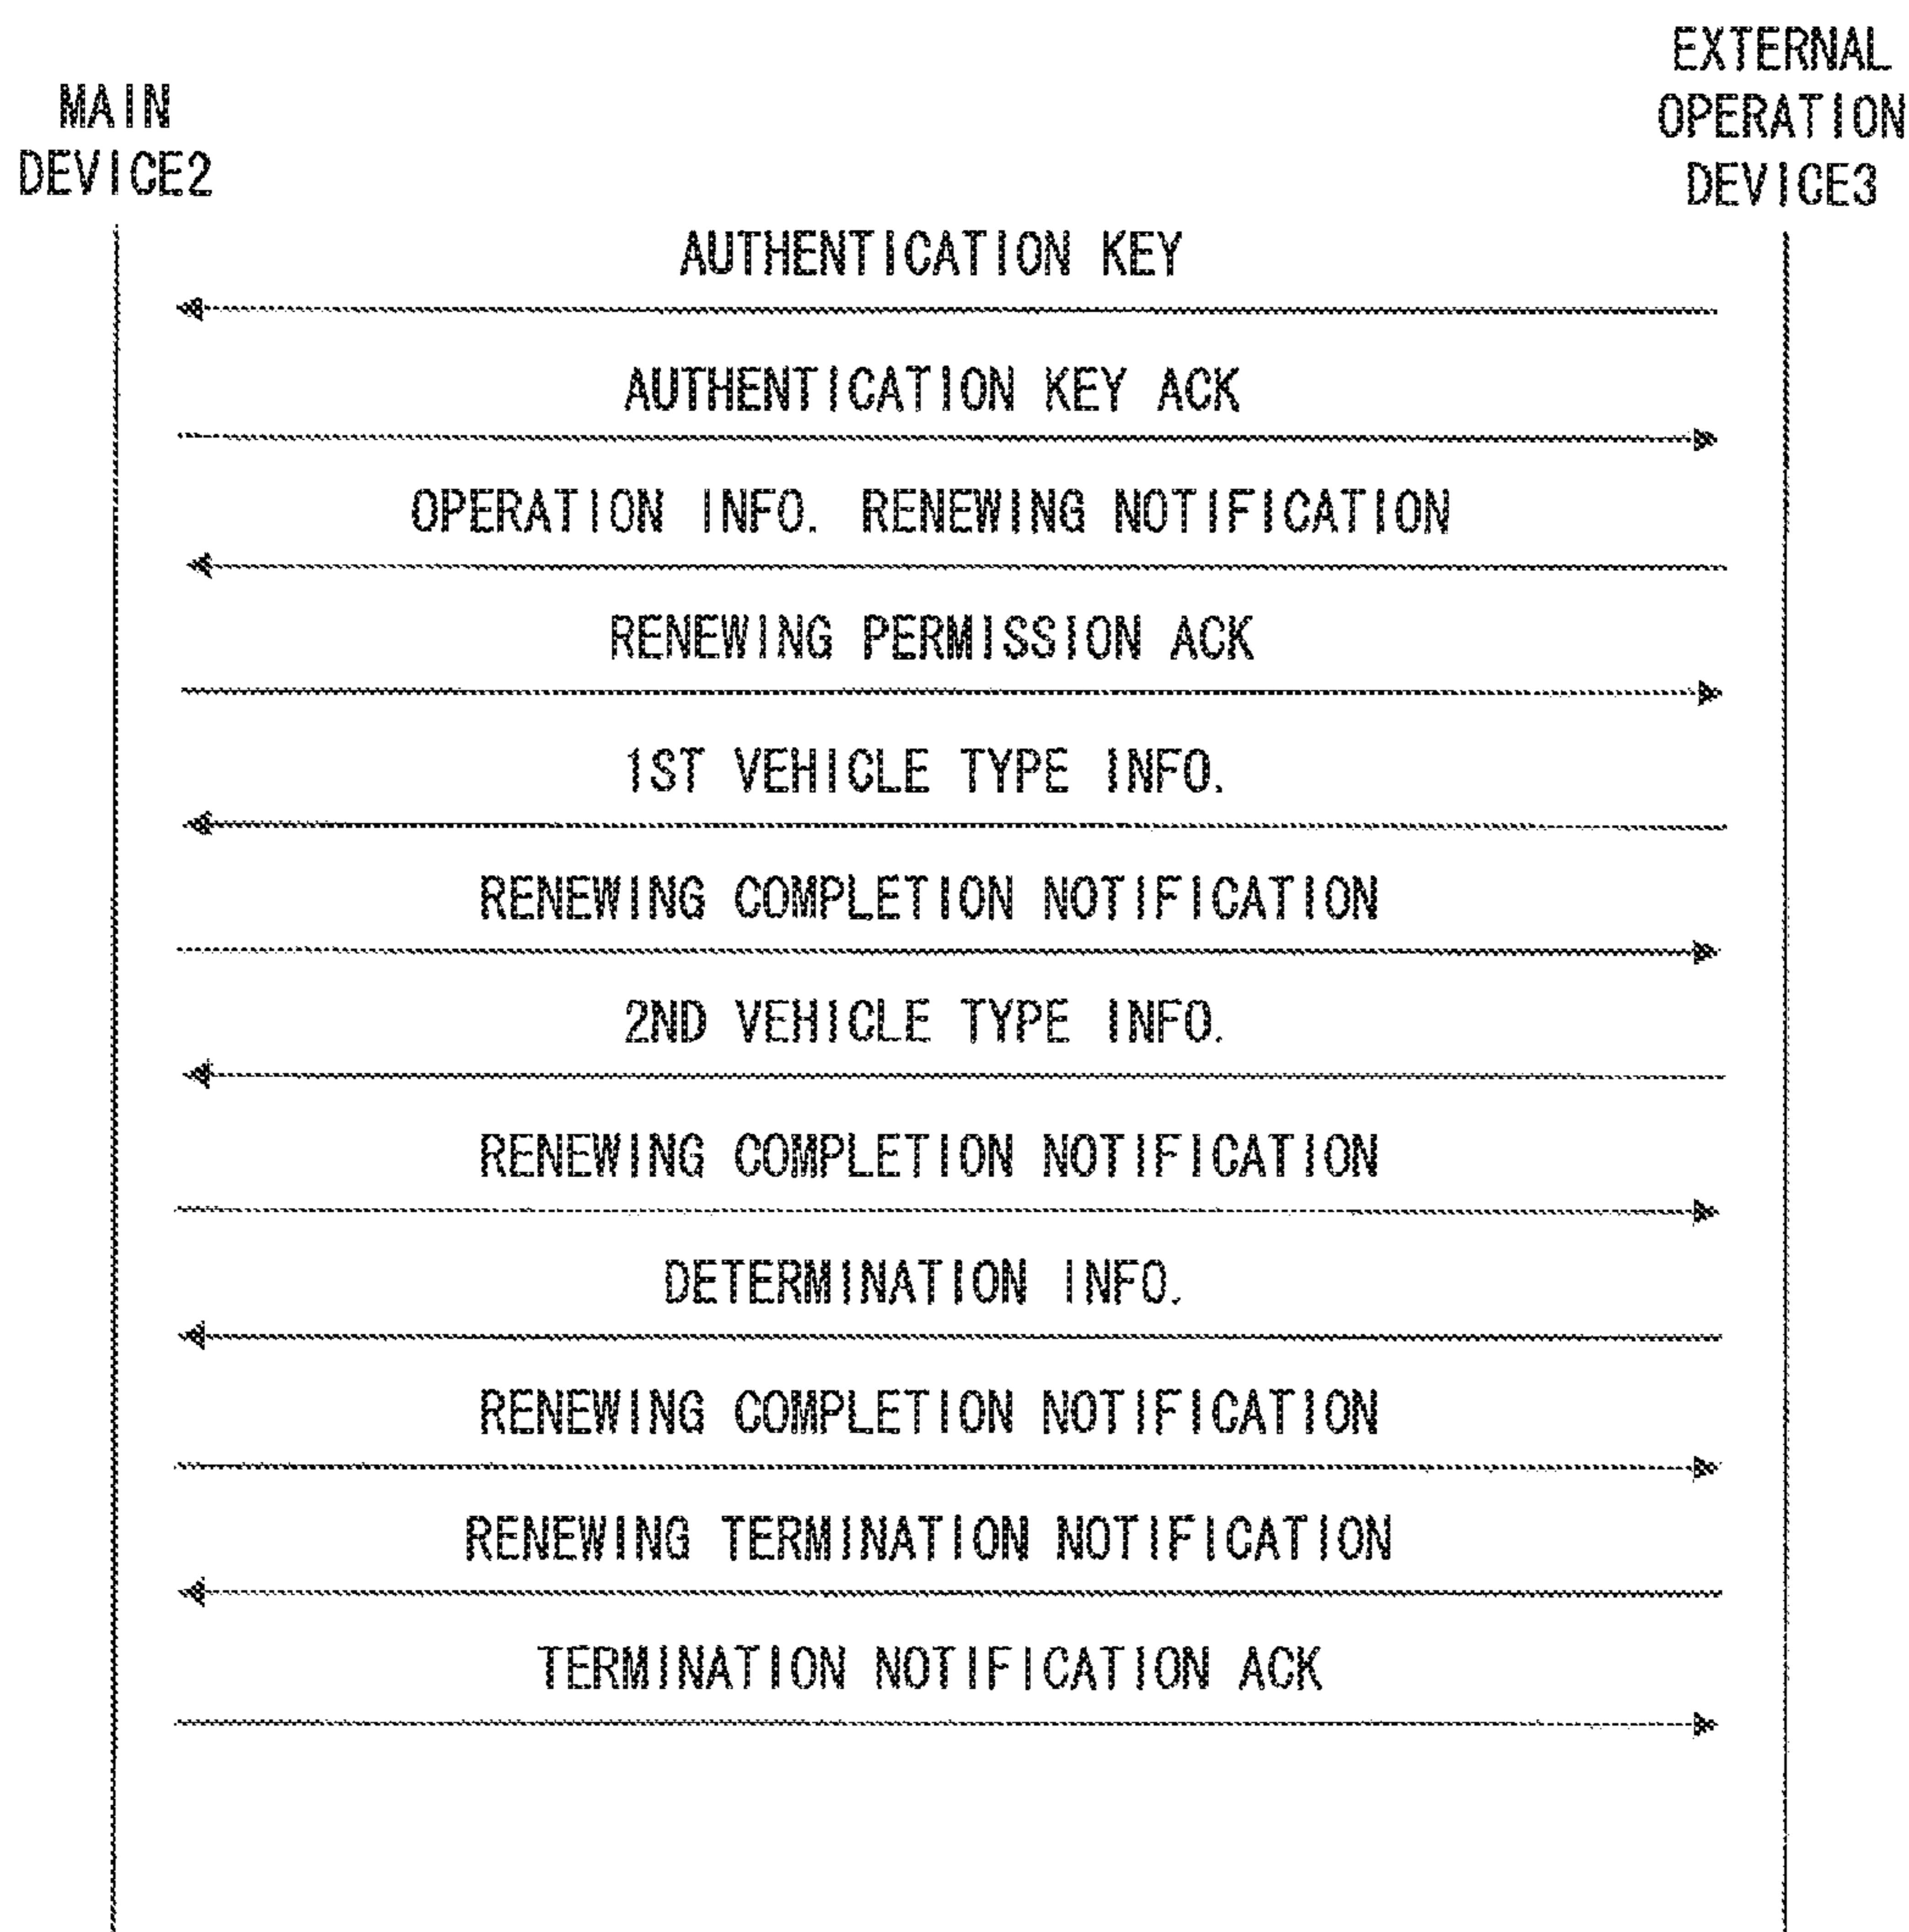 MAIN
DEVICE2
EXTERNAL
OPERATION
DEVICE3
AUTHENTICATION KEY
AUTHENTICATION KEY ACK
OPERATION INFO. RENEWING NOTIFICATION
RENEWING PERMISSION ACK
1ST VEHICLE TYPE INFO.
RENEWING COMPLETION NOTIFICATION
2ND VEHICLE TYPE INFO.
RENEWING COMPLETION NOTIFICATION
DETERMINATION INFO.
RENEWING COMPLETION NOTIFICATION
RENEWING TERMINATION NOTIFICATION
TERMINATION NOTIFICATION ACK